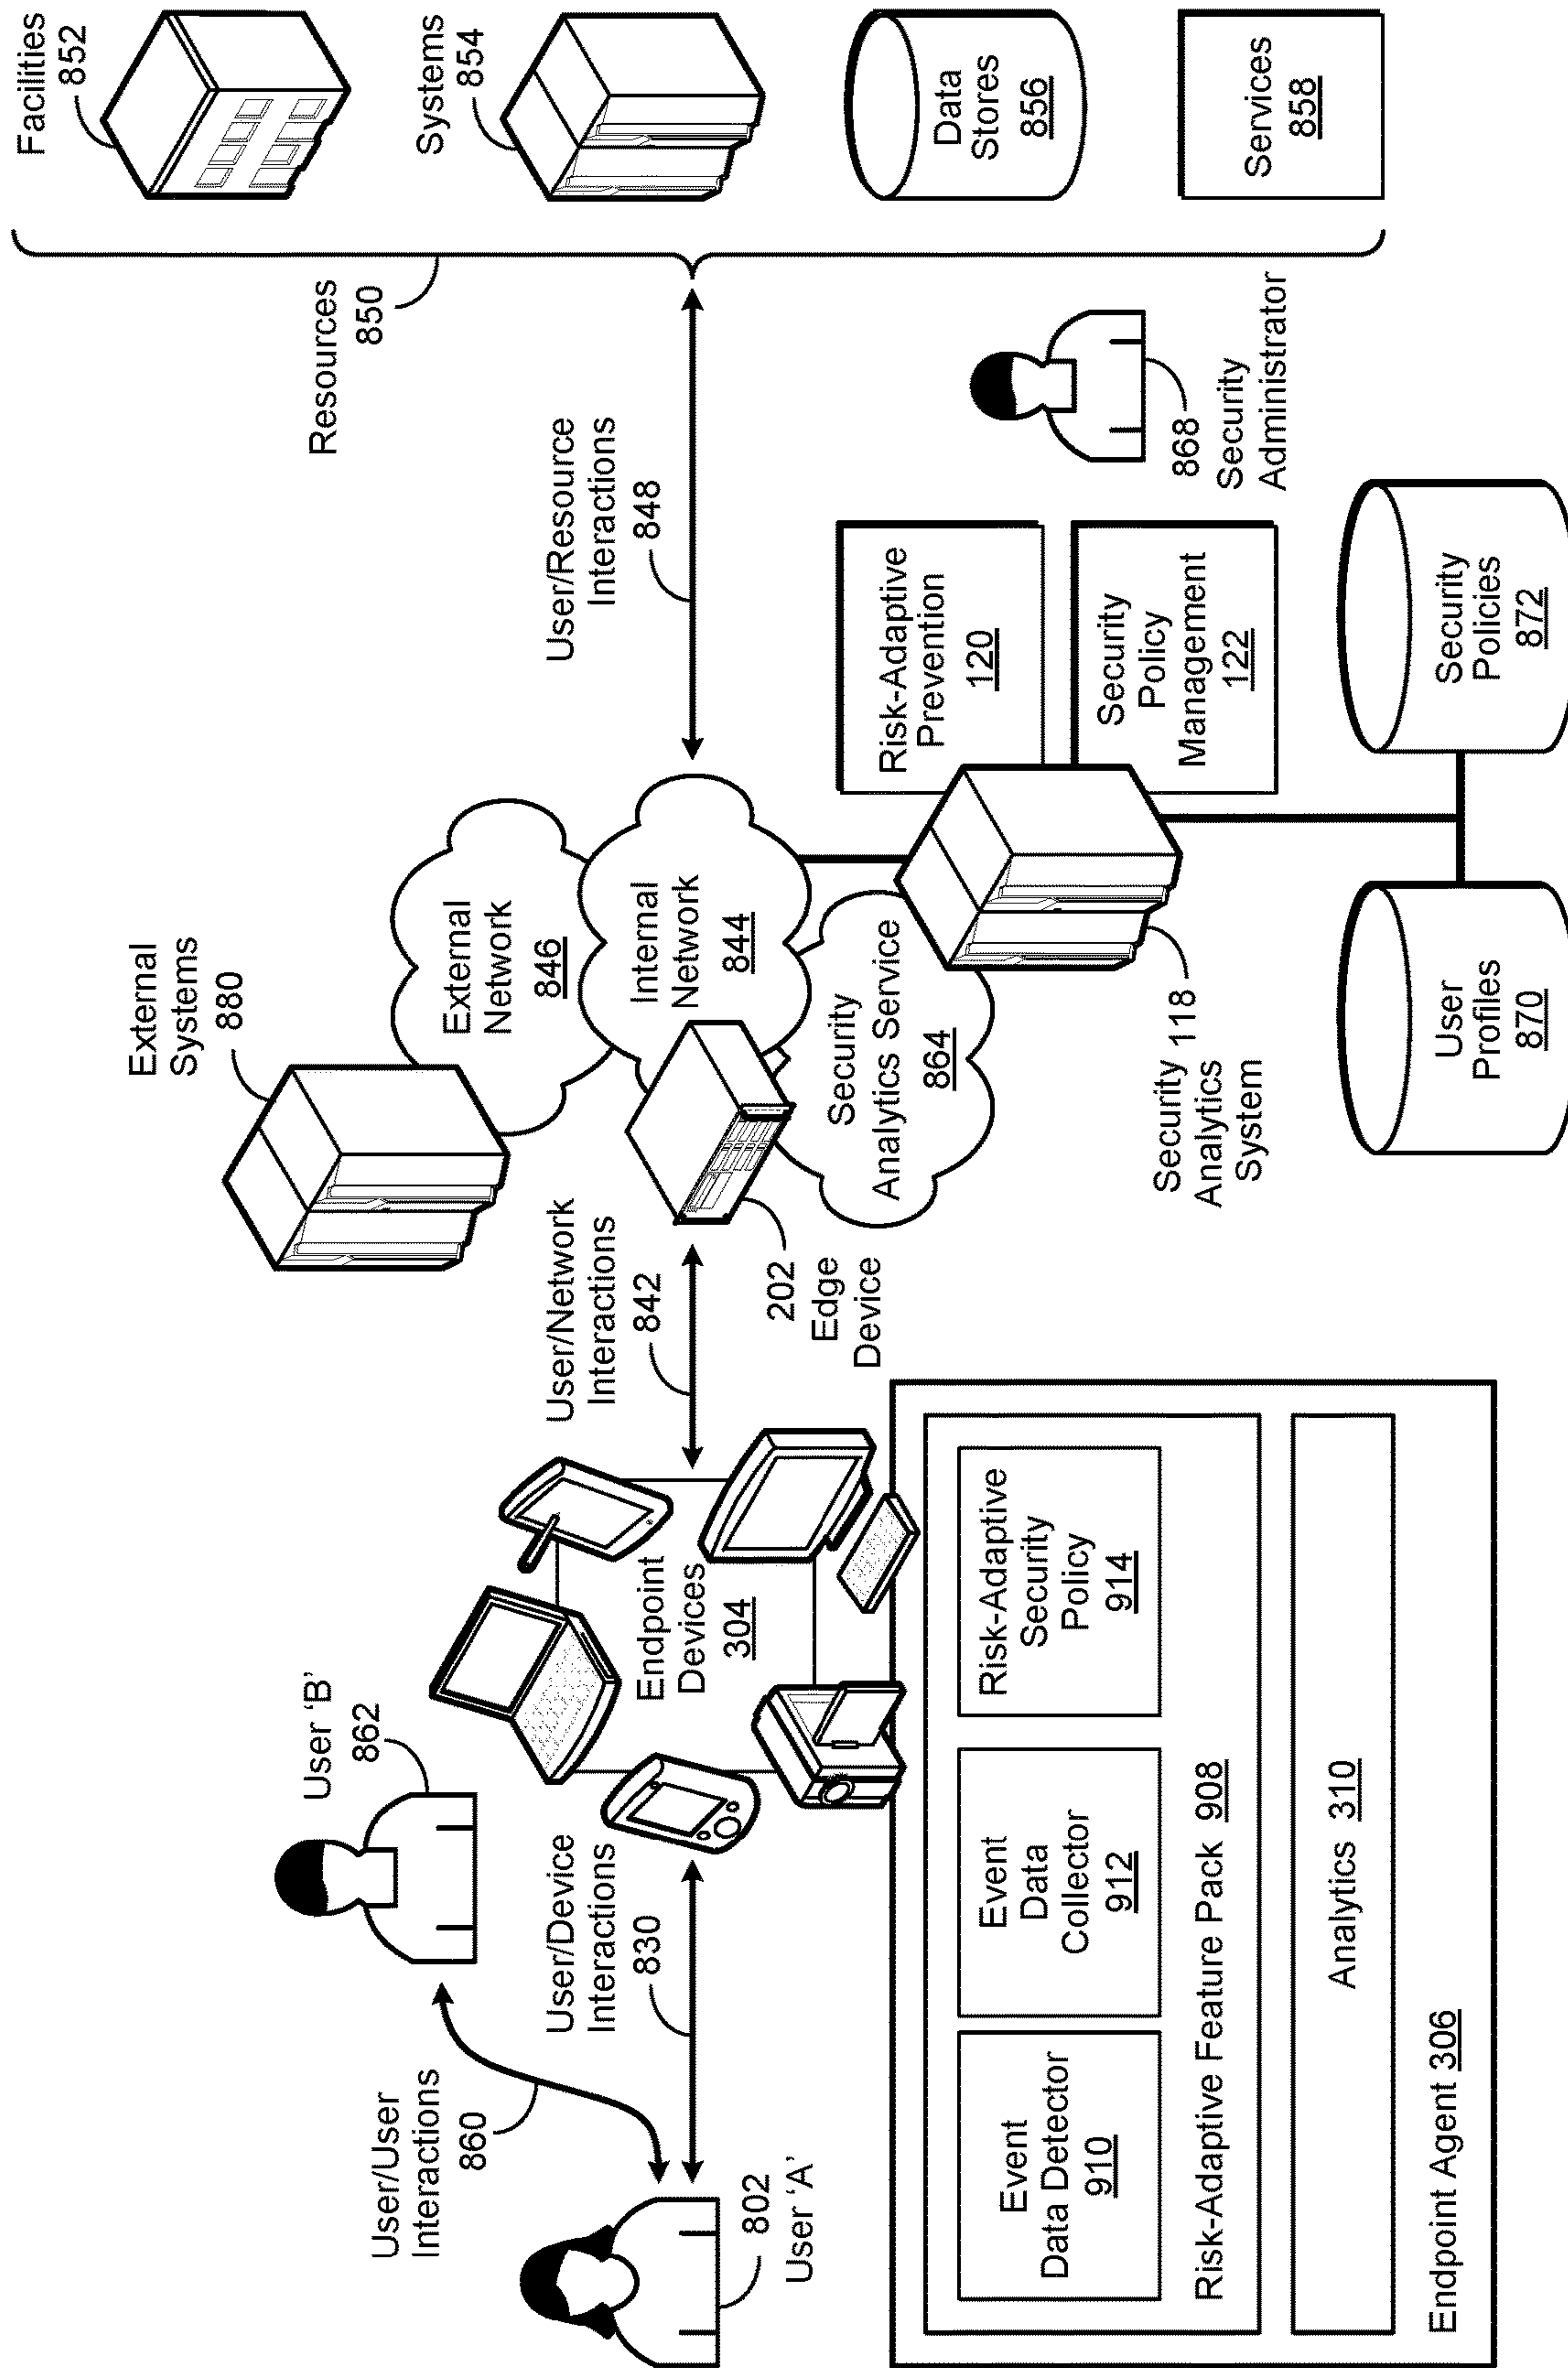 User/User
Interactions
860
User 'B'
862
User/Device
Interactions
830
802
User 'A'
Endpoint
Devices
304
User/Network
Interactions
842
202
Edge
Device
External
Systems
880
External
Network
846
Internal
Network
844
Security
Analytics Service
864
Security 118
Analytics
System
User/Resource
Interactions
848
Resources
850
Facilities
852
Systems
854
Data
Stores
856
Services
858
Risk-Adaptive
Prevention
120
Security
Policy
Management
122
868
Security
Administrator
User
Profiles
870
Security
Policies
872
Event
Data Detector
910
Event
Data
Collector
912
Risk-Adaptive
Security
Policy
914
Risk-Adaptive Feature Pack 908
Analytics 310
Endpoint Agent 306